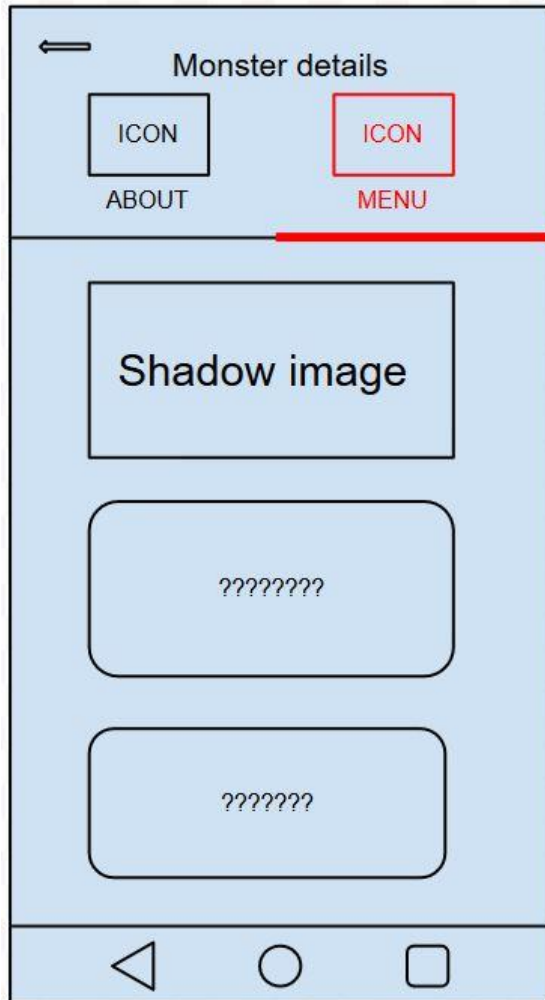 Monster details
ICON ICON
ABOUT MENU
Shadow image
????????
???????